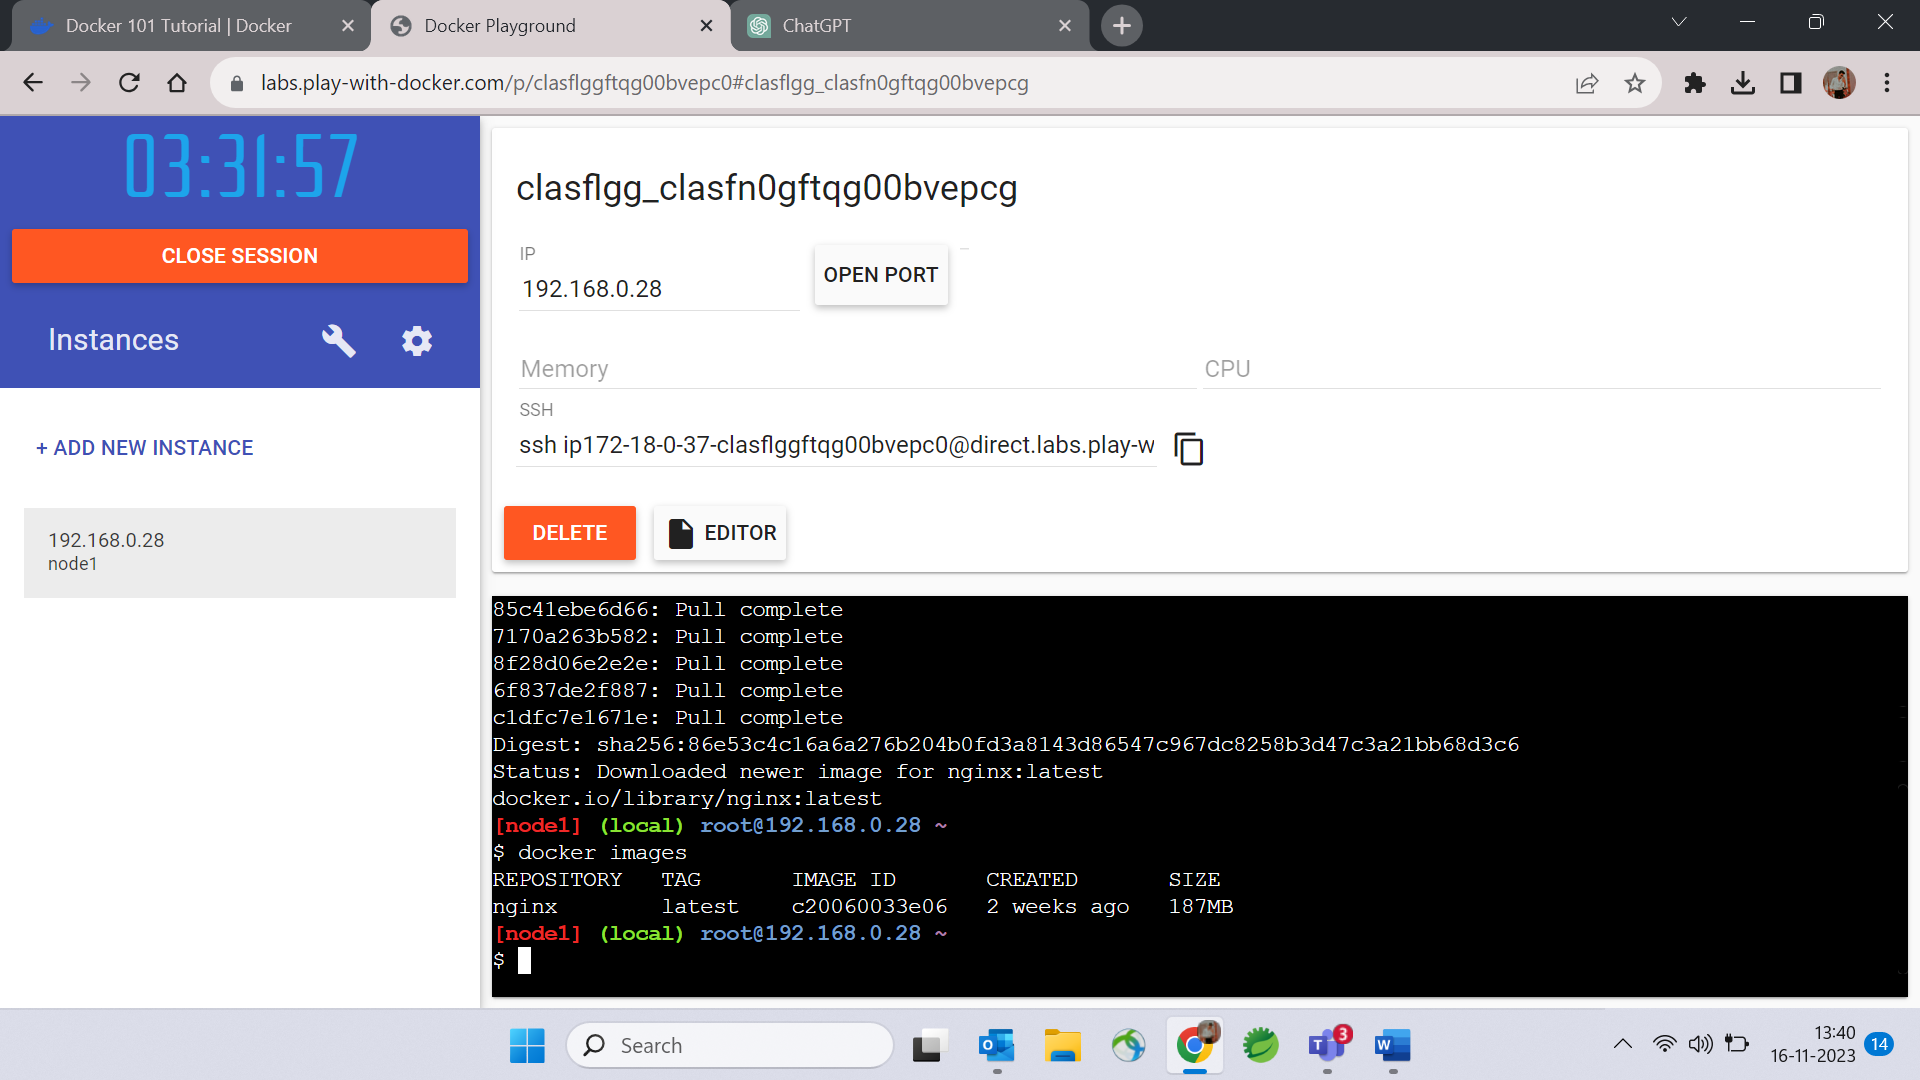 Docker 101 Tutorial | Docker
Docker Playground
ChatGPT
labs.play-with-docker.com/p/clasflggftqg00bvepc0#clasflgg_clasfn0gftqg00bvepcg
03:31:57
CLOSE SESSION
Instances
+ ADD NEW INSTANCE
192.168.0.28
node1
clasflgg_clasfn0gftqg00bvepcg
IP
192.168.0.28
OPEN PORT
Memory
CPU
SSH
ssh ip172-18-0-37-clasflggftqg00bvepc0@direct.labs.play-w
DELETE
EDITOR
85c41ebe6d66: Pull complete
7170a263b582: Pull complete
8f28d06e2e2e: Pull complete
6f837de2f887: Pull complete
c1dfc7e1671e: Pull complete
Digest: sha256:86e53c4c16a6a276b204b0fd3a8143d86547c967dc8258b3d47c3a21bb68d3c6
Status: Downloaded newer image for nginx:latest
docker.io/library/nginx:latest
[node1] (local) root@192.168.0.28 ~
$ docker images
REPOSITORY TAG IMAGE ID CREATED SIZE
nginx latest c20060033e06 2 weeks ago 187MB
[node1] (local) root@192.168.0.28 ~
$
Search
3
13:40
16-11-2023
14